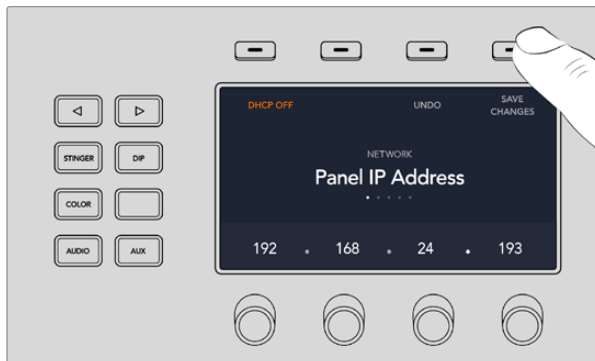 DHCP OFF
UNDO
SAVE
CHANGES
NETWORK
Panel IP Address
192 . 168 . 24 . 193
STINGER
DIP
COLOR
AUDIO
AUX